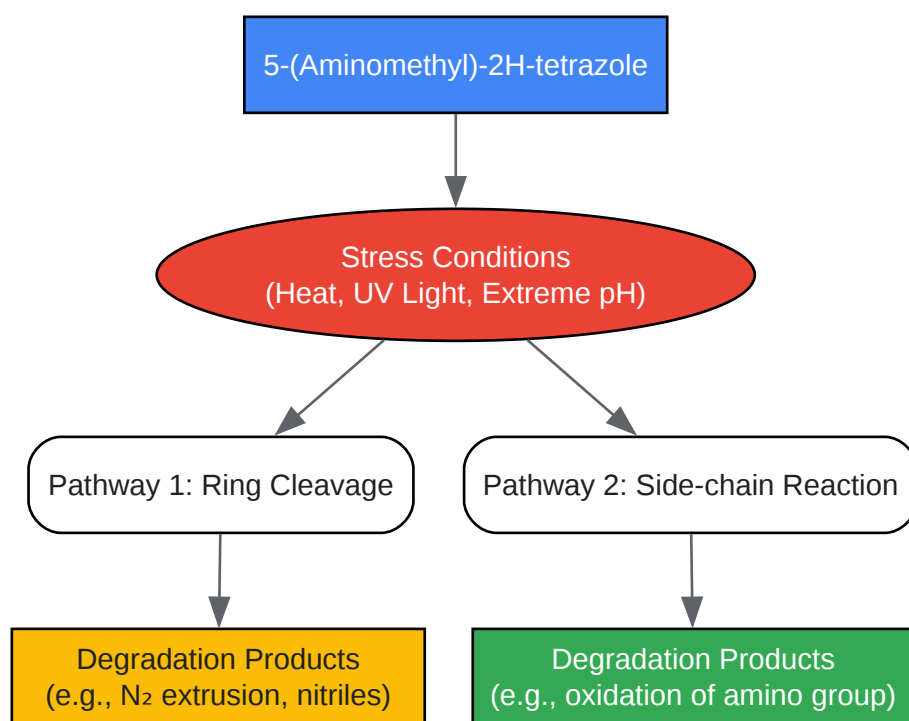 5-(Aminomethyl)-2H-tetrazole
Stress Conditions
(Heat, UV Light, Extreme pH)
Pathway 1: Ring Cleavage
Pathway 2: Side-chain Reaction
Degradation Products
(e.g., N₂ extrusion, nitriles)
Degradation Products
(e.g., oxidation of amino group)